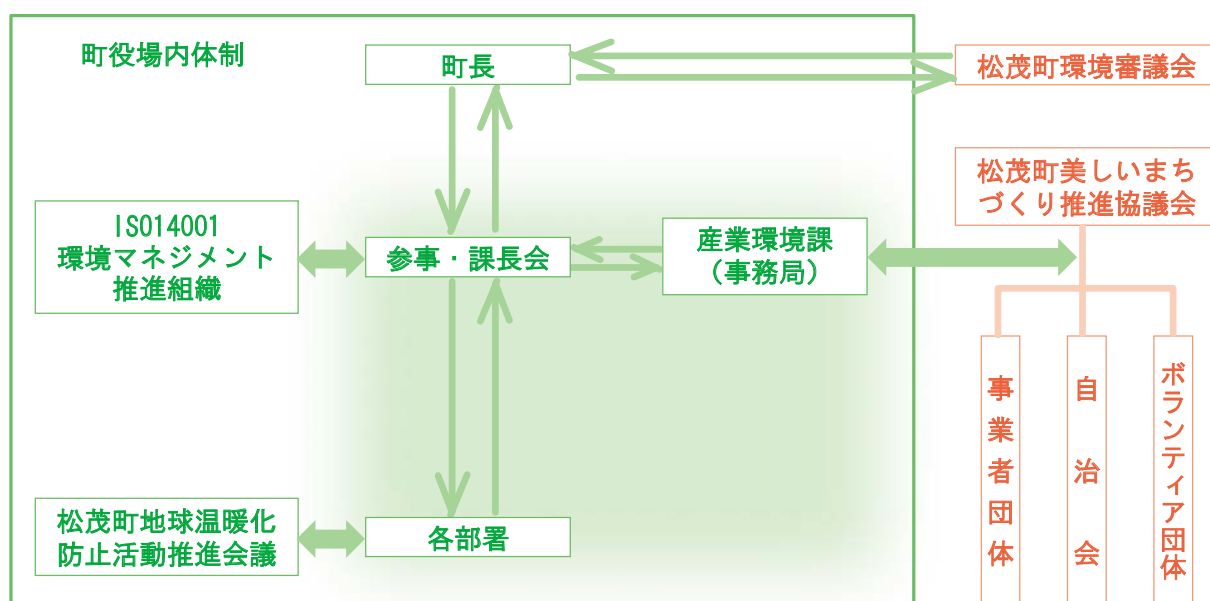 町役場内体制
町長
松茂町環境審議会
松茂町美しいまち
づくり推進協議会
ISO14001
環境マネジメント
推進組織
参事・課長会
産業環境課
（事務局）
事業者団体
自治会
ボランティア団体
松茂町地球温暖化
防止活動推進会議
各部署